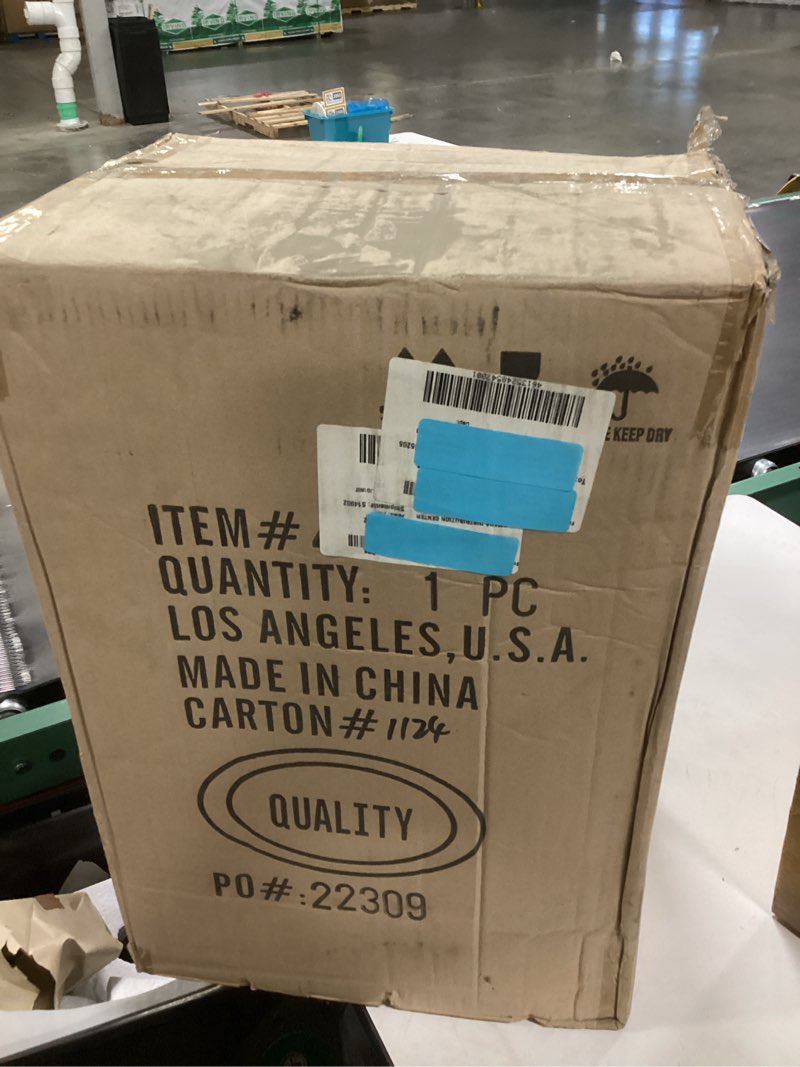 KEEP DRY
ITEM #
QUANTITY: 1 PC
LOS ANGELES, U.S.A.
MADE IN CHINA
CARTON # 1124
QUALITY
PO#:22309